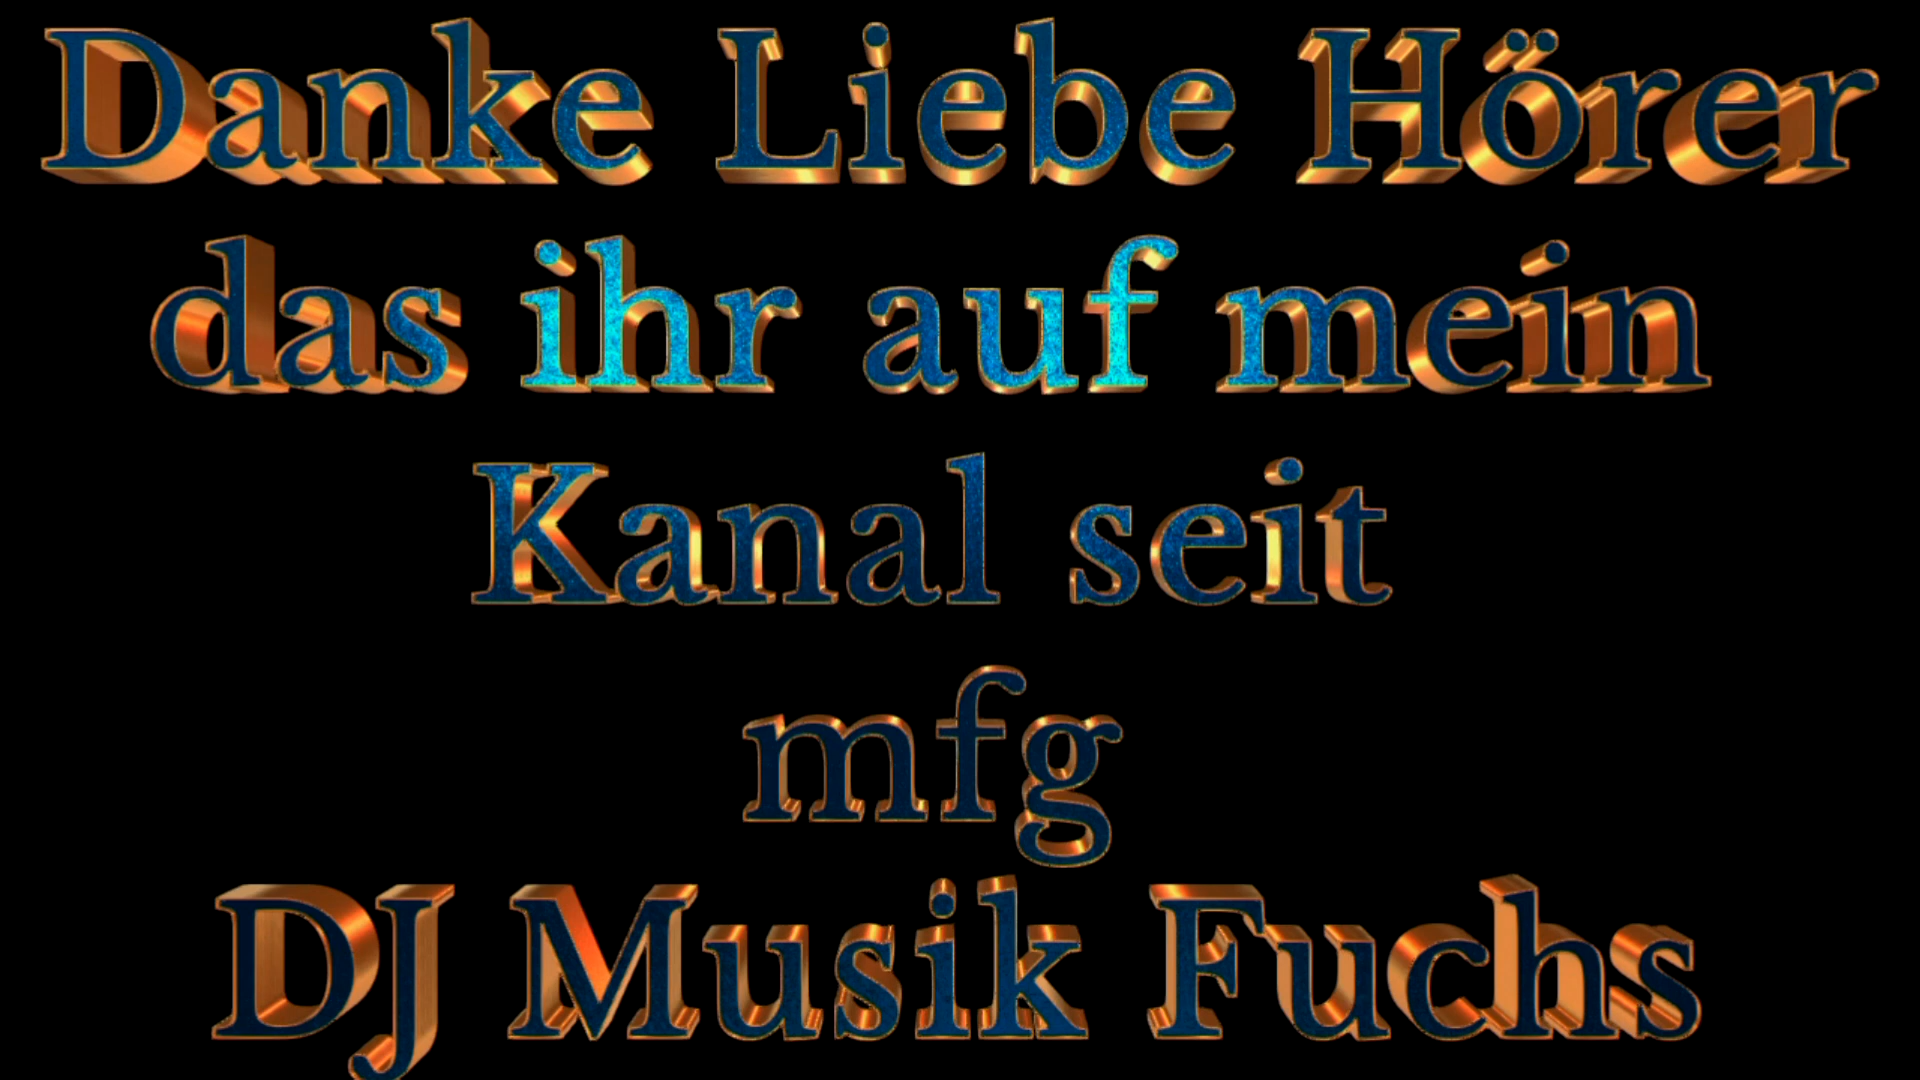 Danke Liebe Hörer
das ihr auf mein
Kanal seit
mfg
DJ Musik Fuchs